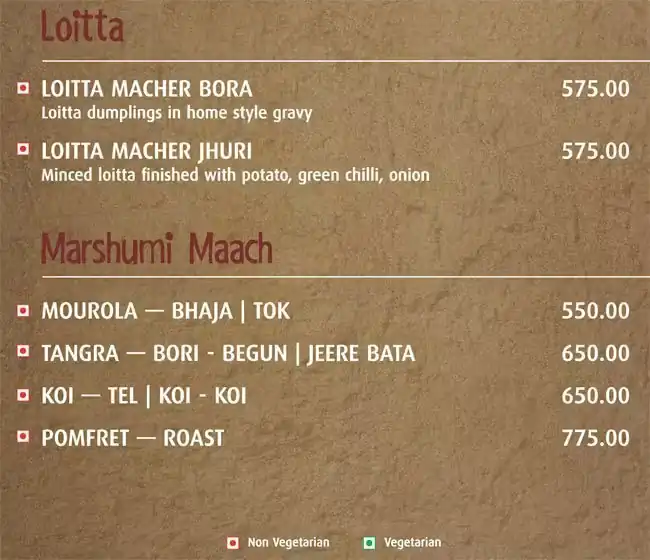 Loitta
LOITTA MACHER BORA 575.00
Loitta dumplings in home style gravy
LOITTA MACHER JHURI 575.00
Minced loitta finished with potato, green chilli, onion
Marshumi Maach
MOUROLA — BHAJA | TOK 550.00
TANGRA — BORI - BEGUN | JEERE BATA 650.00
KOI — TEL | KOI - KOI 650.00
POMFRET — ROAST 775.00
Non Vegetarian Vegetarian